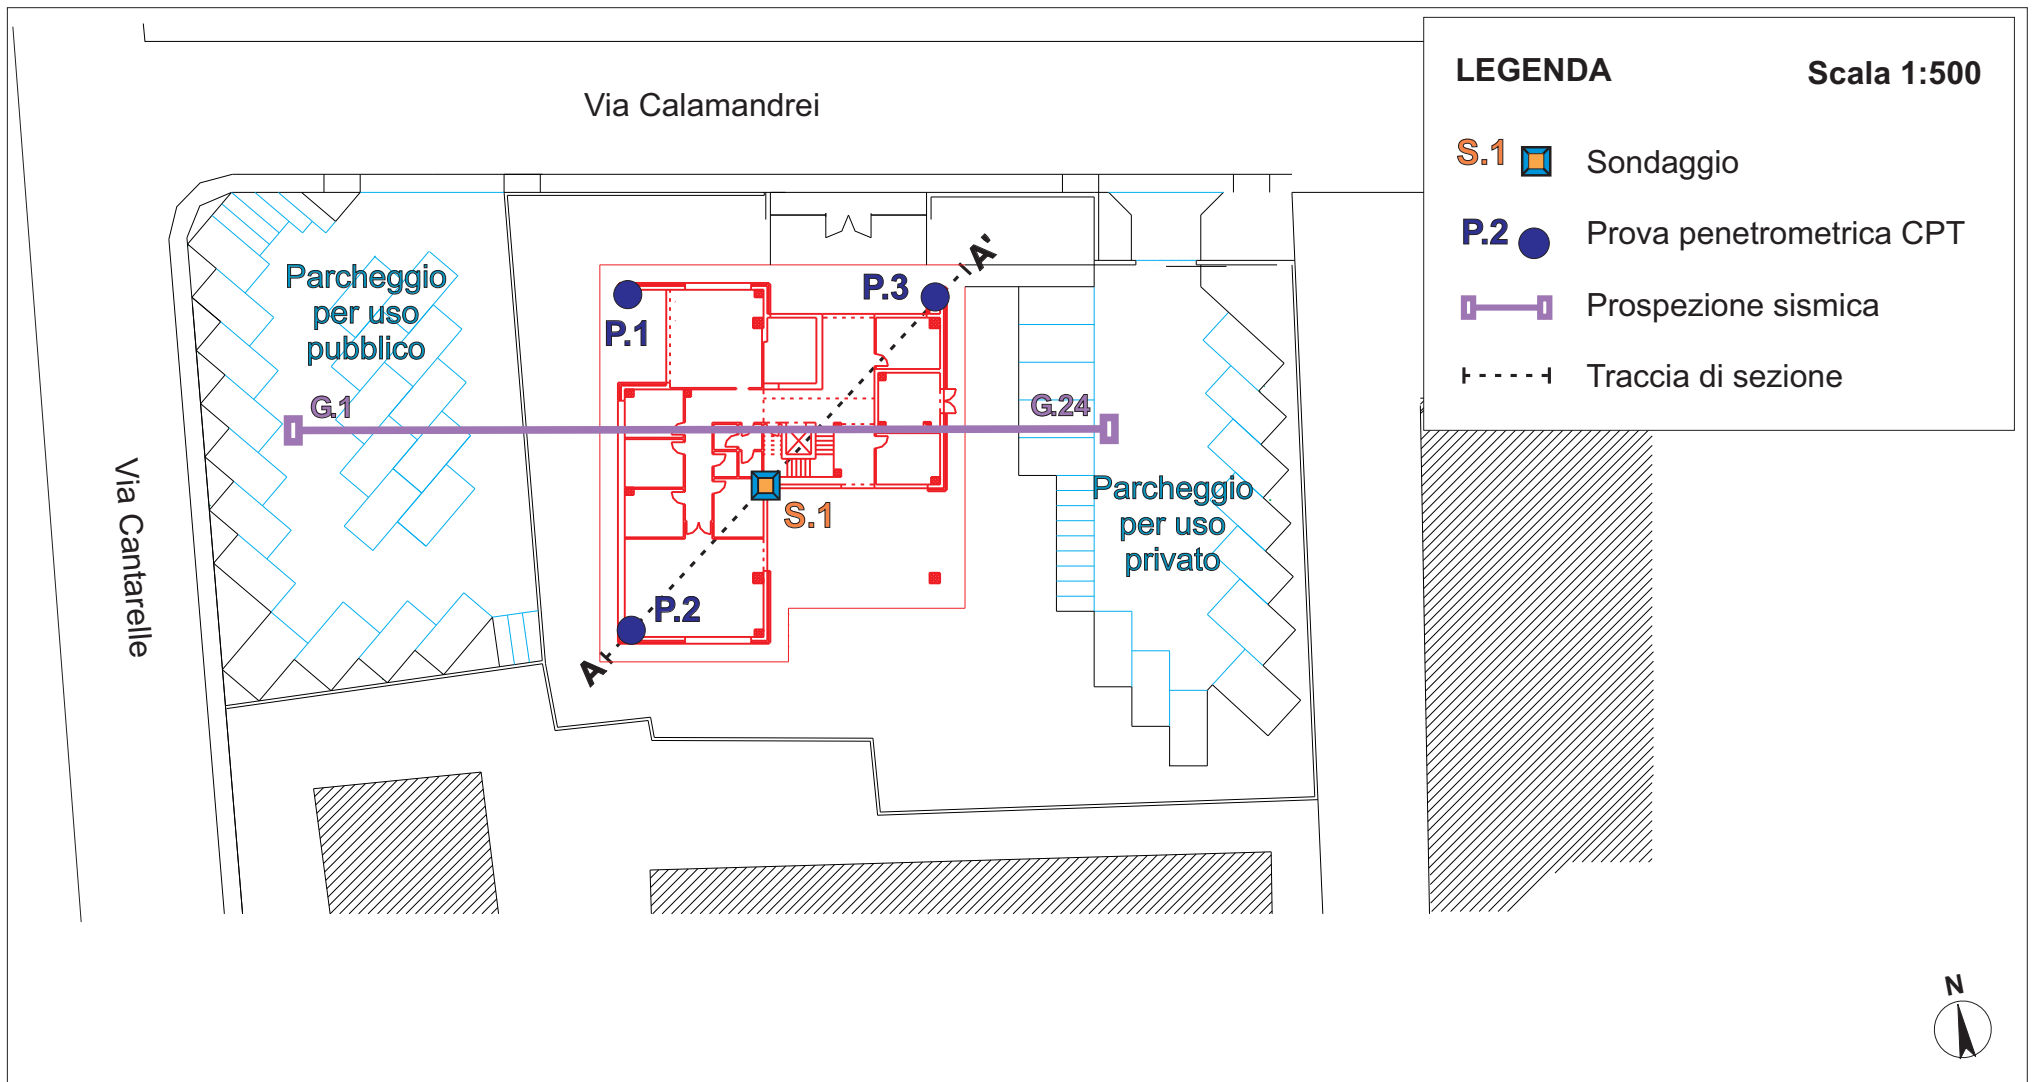 LEGENDA
Scala 1:500
S.1
Sondaggio
P.2
Prova penetrometrica CPT
Prospezione sismica
Traccia di sezione
Via Calamandrei
Parcheggio
per uso
pubblico
P.1
P.3
A'
G.1
G.24
S.1
Parcheggio
per uso
privato
Via Cantarelle
P.2
A
N